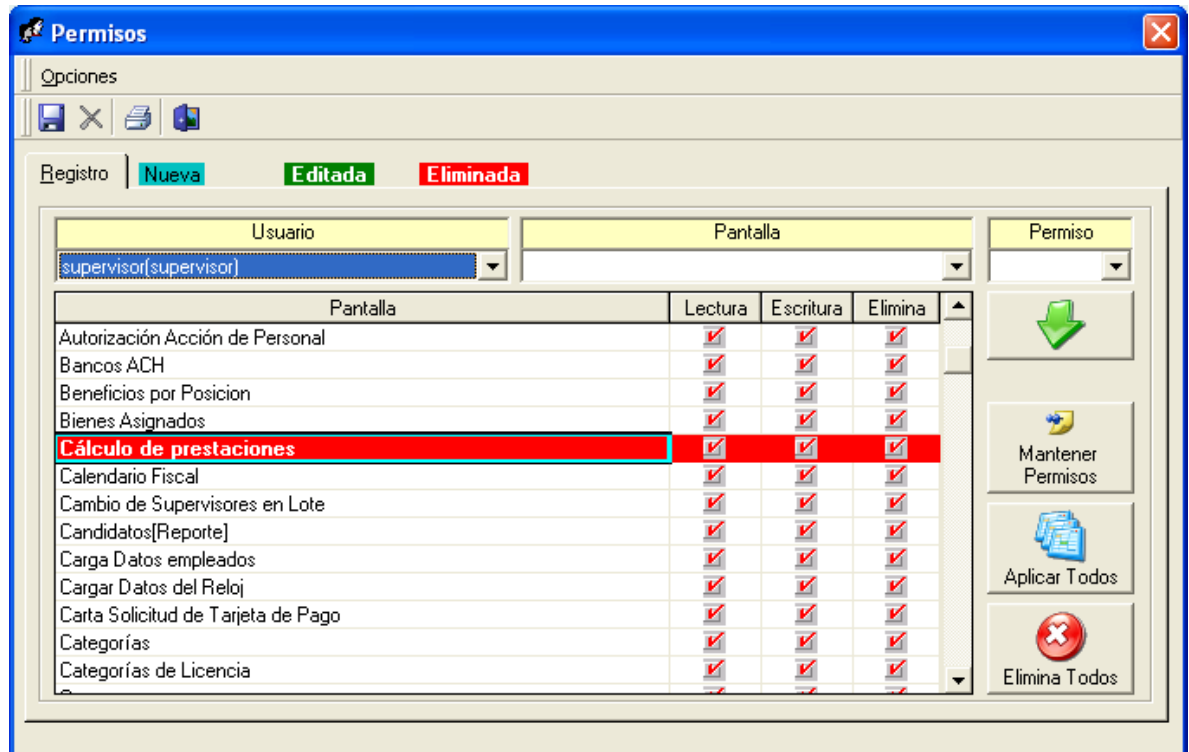 Permisos
Opciones
Registro Nueva Editada Eliminada
Usuario Pantalla Permiso
supervisor(supervisor)
Pantalla Lectura Escritura Elimina
Autorización Acción de Personal
Bancos ACH
Beneficios por Posicion
Bienes Asignados
Cálculo de prestaciones
Calendario Fiscal
Cambio de Supervisores en Lote
Candidatos[Reporte]
Carga Datos empleados
Cargar Datos del Reloj
Carta Solicitud de Tarjeta de Pago
Categorías
Categorías de Licencia
Mantener
Permisos
Aplicar Todos
Elimina Todos